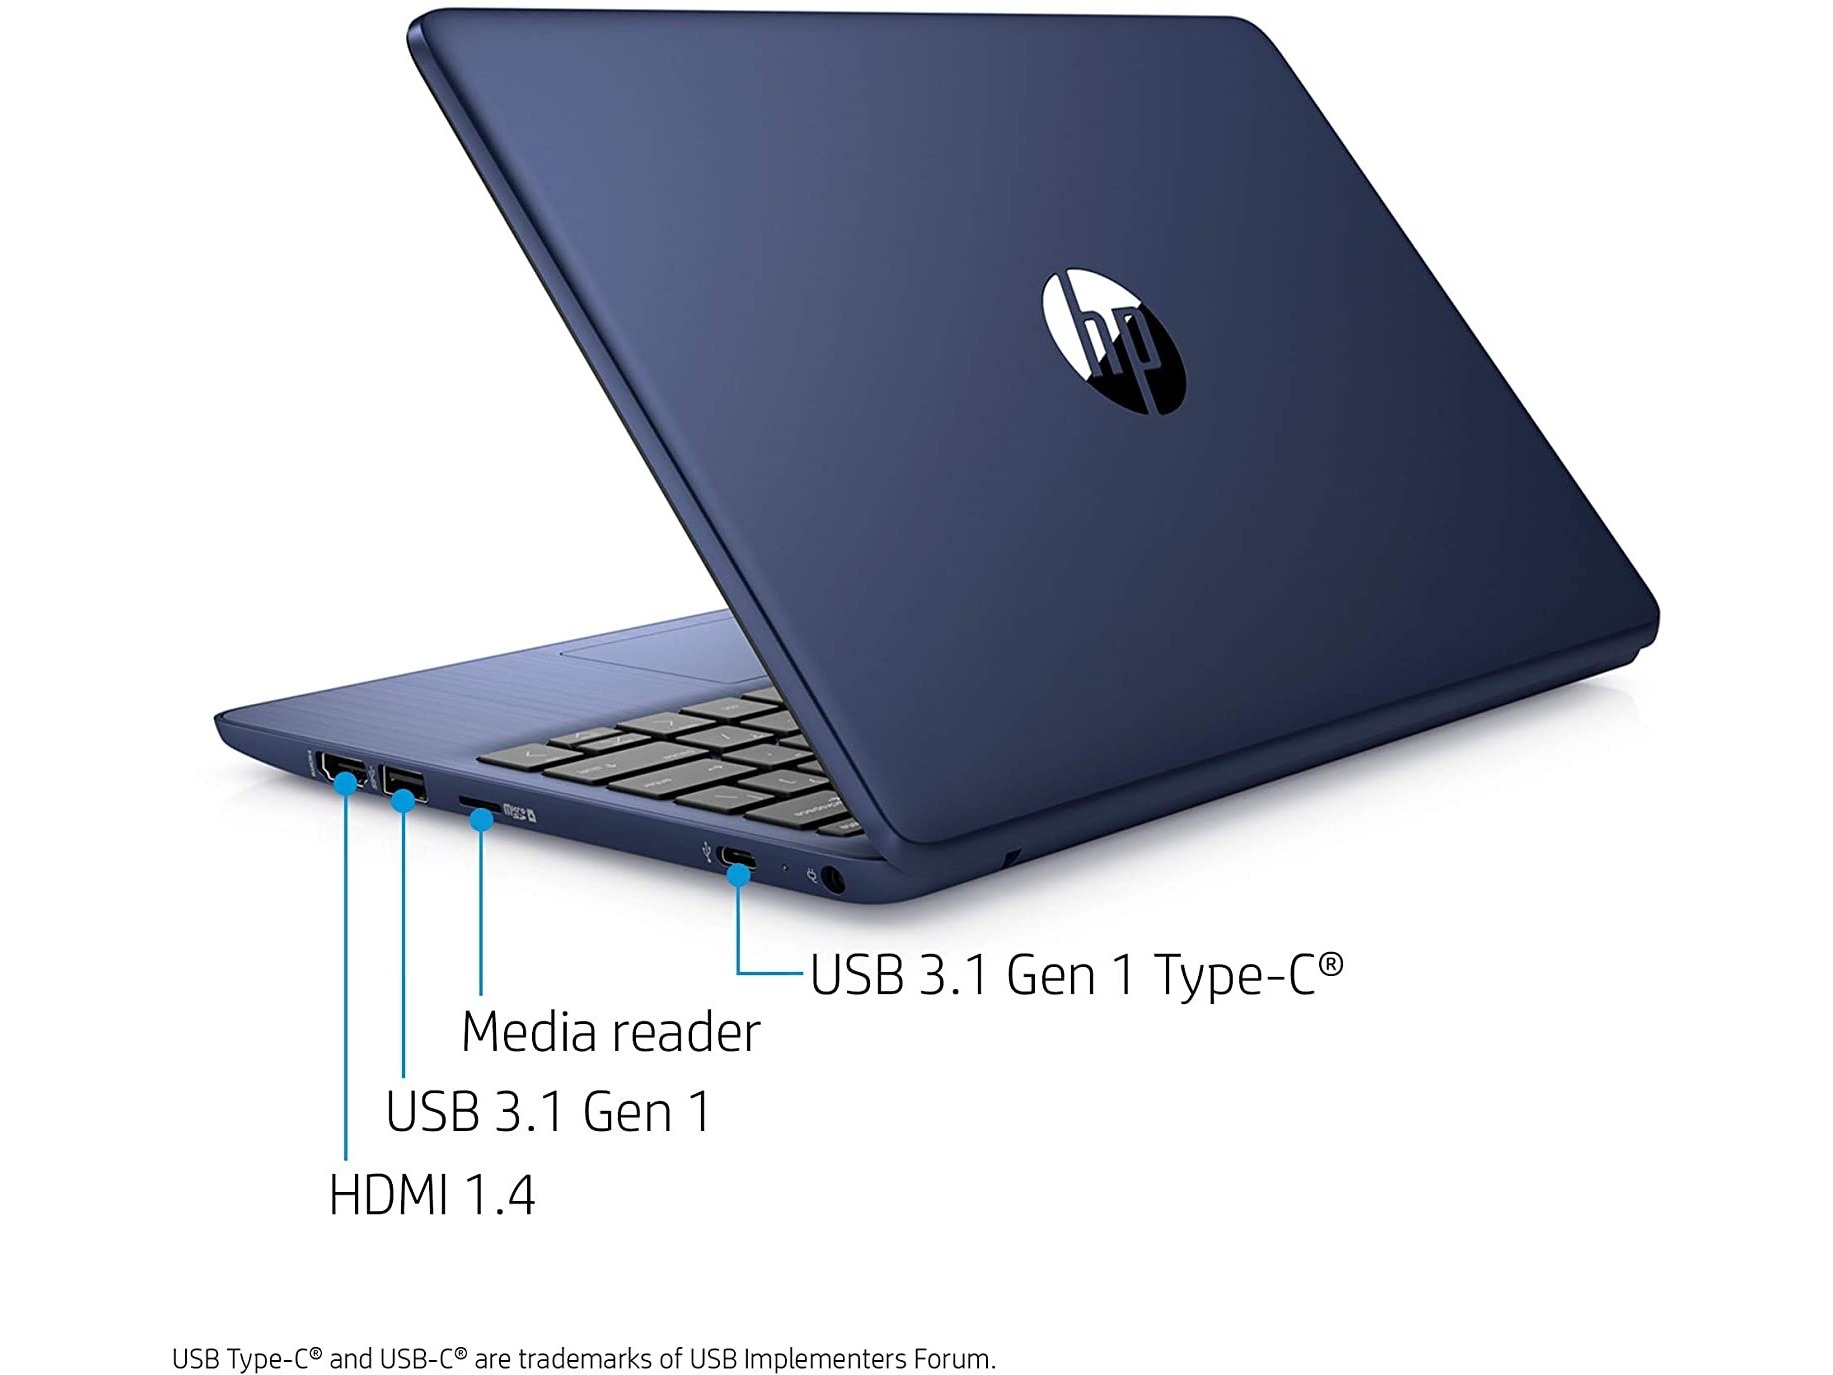 hp
micro
USB 3.1 Gen 1 Type-C®
Media reader
USB 3.1 Gen 1
HDMI 1.4
USB Type-C® and USB-C® are trademarks of USB Implementers Forum.